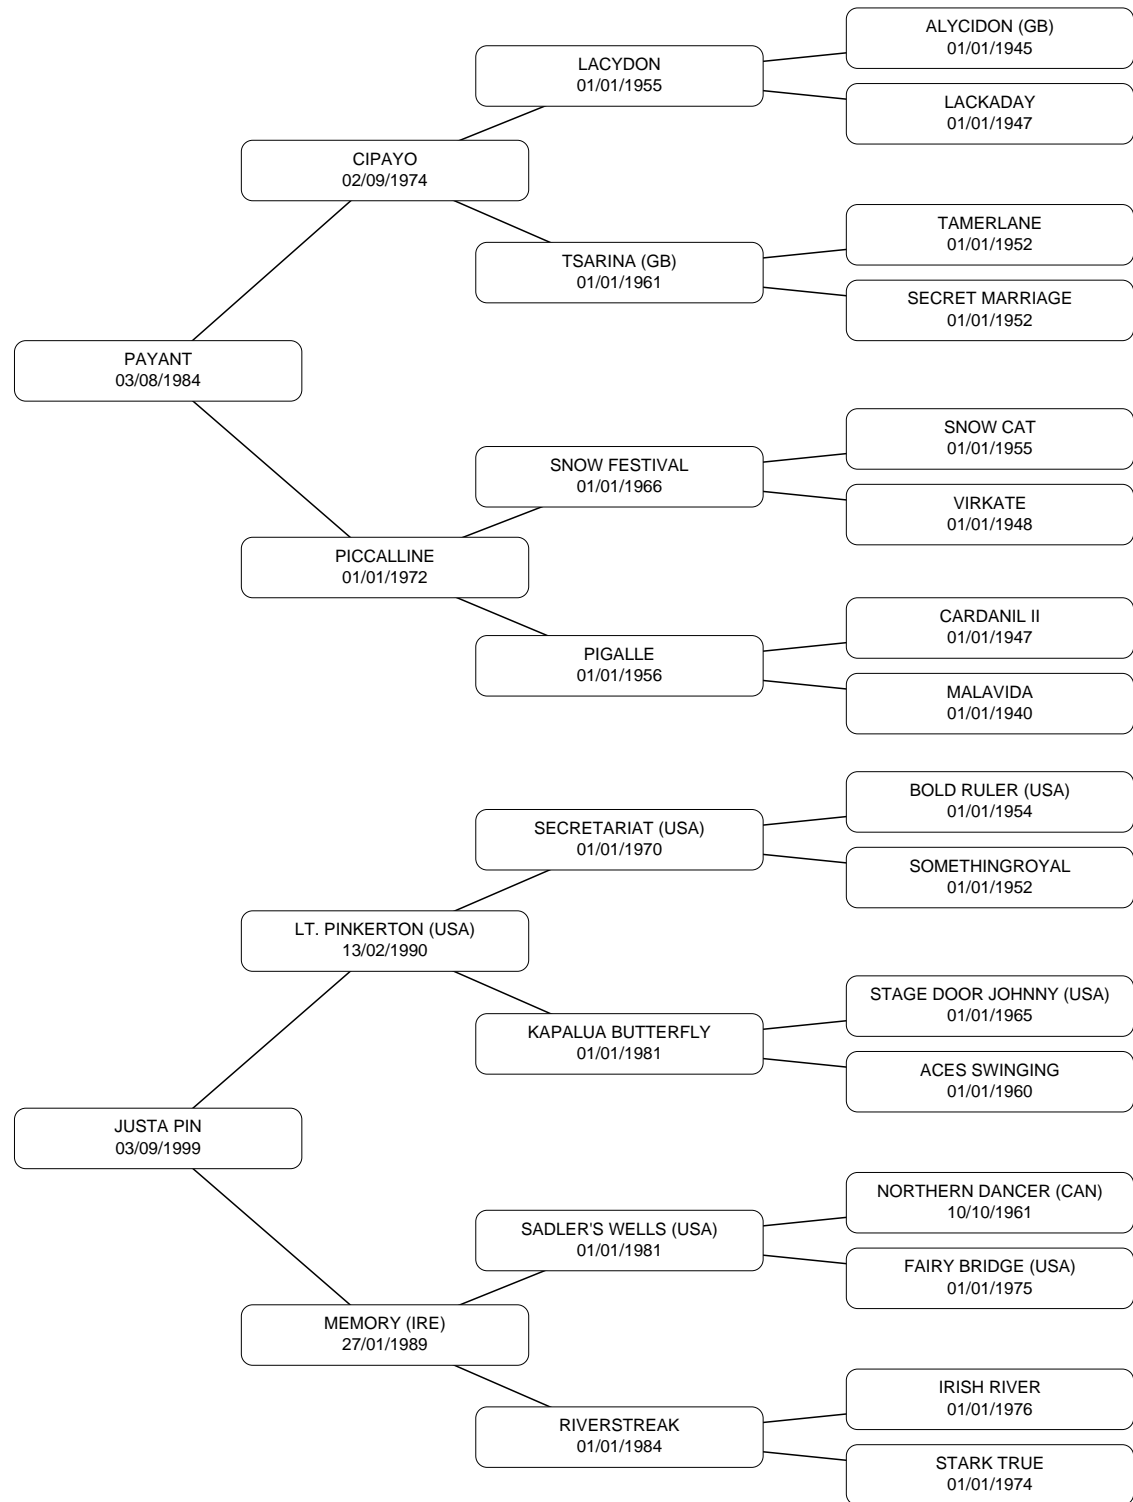 ALYCIDON (GB)
01/01/1945
LACYDON
01/01/1955
LACKADAY
01/01/1947
CIPAYO
02/09/1974
TAMERLANE
01/01/1952
TSARINA (GB)
01/01/1961
SECRET MARRIAGE
01/01/1952
PAYANT
03/08/1984
SNOW CAT
01/01/1955
SNOW FESTIVAL
01/01/1966
VIRKATE
01/01/1948
PICCALLINE
01/01/1972
CARDANIL II
01/01/1947
PIGALLE
01/01/1956
MALAVIDA
01/01/1940
BOLD RULER (USA)
01/01/1954
SECRETARIAT (USA)
01/01/1970
SOMETHINGROYAL
01/01/1952
LT. PINKERTON (USA)
13/02/1990
STAGE DOOR JOHNNY (USA)
01/01/1965
KAPALUA BUTTERFLY
01/01/1981
ACES SWINGING
01/01/1960
JUSTA PIN
03/09/1999
NORTHERN DANCER (CAN)
10/10/1961
SADLER'S WELLS (USA)
01/01/1981
FAIRY BRIDGE (USA)
01/01/1975
MEMORY (IRE)
27/01/1989
IRISH RIVER
01/01/1976
RIVERSTREAK
01/01/1984
STARK TRUE
01/01/1974